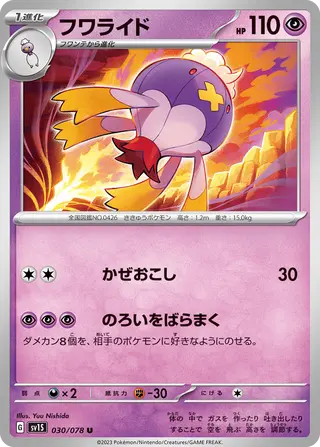 1進化
フワライド
HP 110
フワンテから進化
全国図鑑NO.0426 ききゅうポケモン 高さ：1.2m 重さ：15.0kg
かぜおこし 30
のろいをばらまく
ダメカン8個を、相手のポケモンに好きなようにのせる。
弱点 ×2 抵抗力 -30 にげる
体の中で ガスを 作ったり 吐き出したり
することで 空を 飛ぶ 高さを
調節する。
Illus. Yuu Nishida
G SV1S 030/078 U
©2023 Pokémon/Nintendo/Creatures/GAME FREAK.